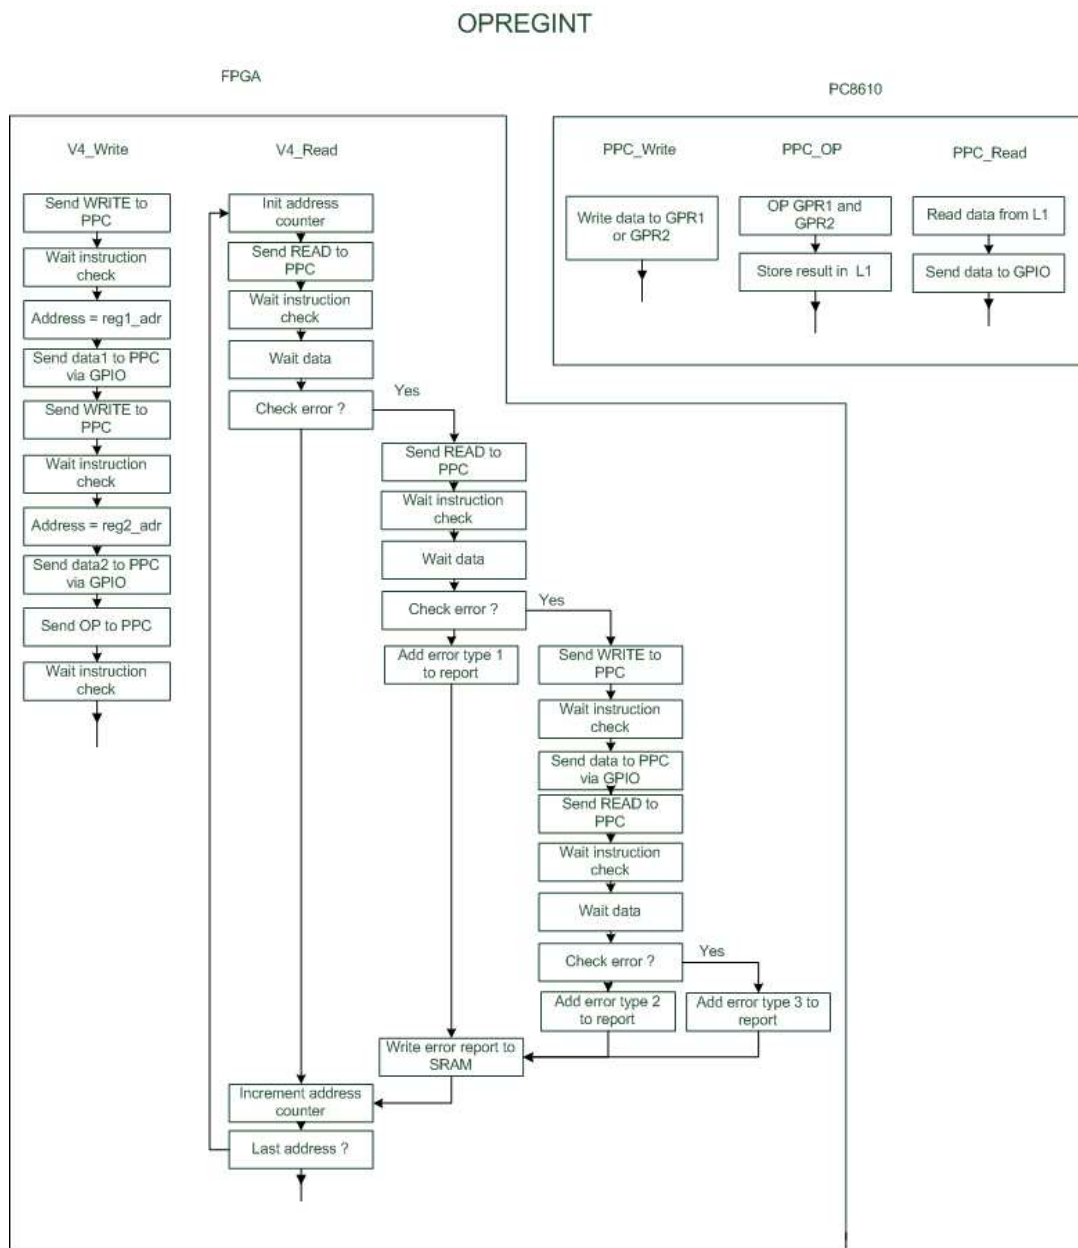 OPREGINT
FPGA
V4_Write
Send WRITE to
PPC
Wait instruction
check
Address = reg1_adr
Send data1 to PPC
via GPIO
Send WRITE to
PPC
Wait instruction
check
Address = reg2_adr
Send data2 to PPC
via GPIO
Send OP to PPC
Wait instruction
check
V4_Read
Init address
counter
Send READ to
PPC
Wait instruction
check
Wait data
Check error ?
Yes
Send READ to
PPC
Wait instruction
check
Wait data
Check error ?
Yes
Add error type 1
to report
Send WRITE to
PPC
Wait instruction
check
Send data to PPC
via GPIO
Send READ to
PPC
Wait instruction
check
Wait data
Check error ?
Yes
Add error type 2
to report
Add error type 3 to
report
Write error report to
SRAM
Increment address
counter
Last address ?
PC8610
PPC_Write
Write data to GPR1
or GPR2
PPC_OP
OP GPR1 and
GPR2
Store result in L1
PPC_Read
Read data from L1
Send data to GPIO